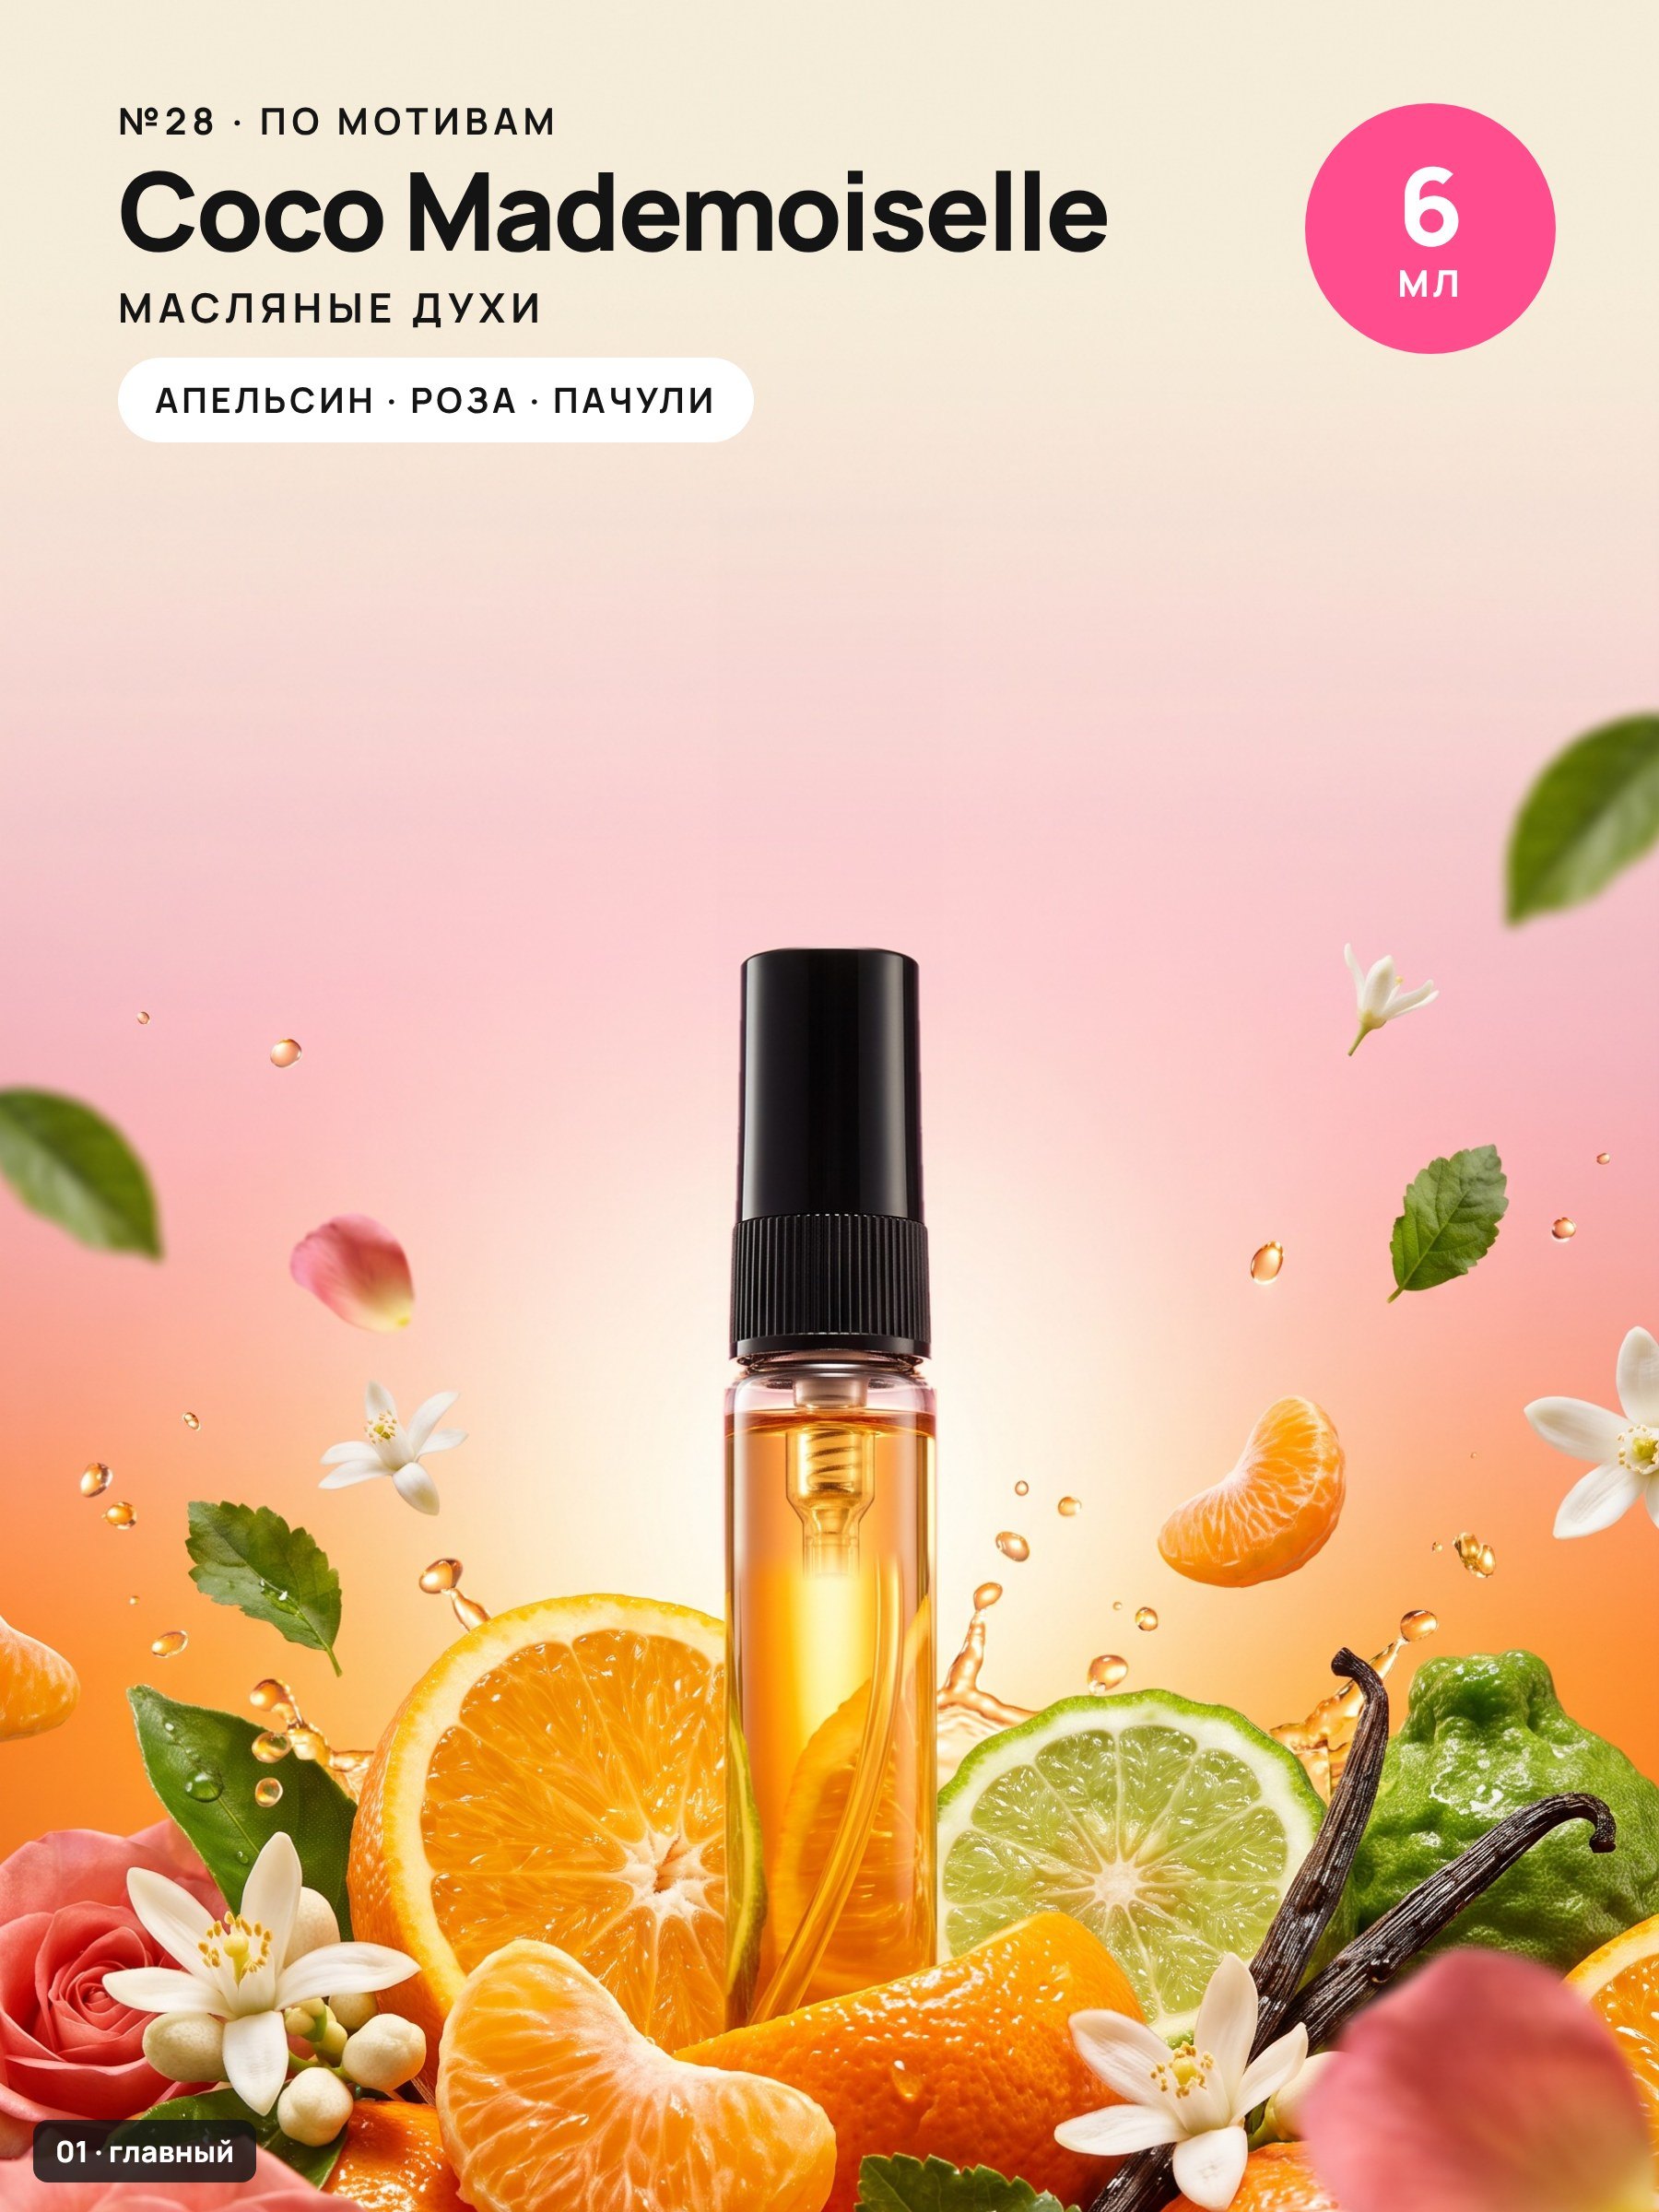 №28 · ПО МОТИВАМ
Coco Mademoiselle
МАСЛЯНЫЕ ДУХИ
АПЕЛЬСИН · РОЗА · ПАЧУЛИ
6
МЛ
01 · главный